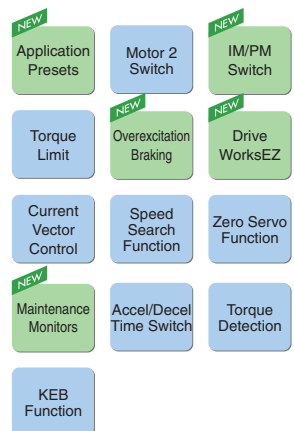 NEW
Application
Presets
Motor 2
Switch
NEW
IM/PM
Switch
Torque
Limit
NEW
Overexcitation
Braking
NEW
Drive
WorksEZ
Current
Vector
Control
Speed
Search
Function
Zero Servo
Function
NEW
Maintenance
Monitors
Accel/Decel
Time Switch
Torque
Detection
KEB
Function